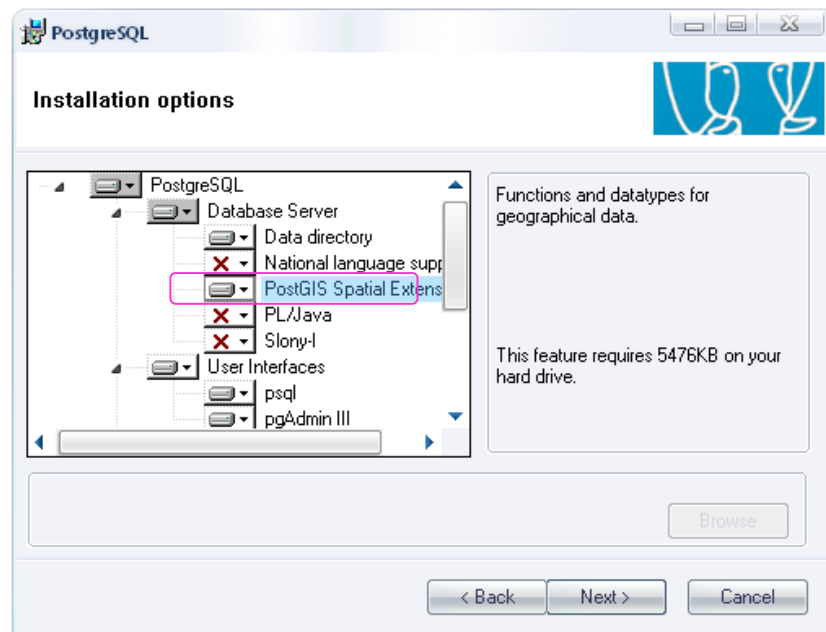 PostgreSQL
Installation options
PostgreSQL
Database Server
Data directory
National language supp
PostGIS Spatial Extens
PL/Java
Slony-I
User Interfaces
psql
pgAdmin III
Functions and datatypes for
geographical data.
This feature requires 5476KB on your
hard drive.
Browse
< Back
Next >
Cancel